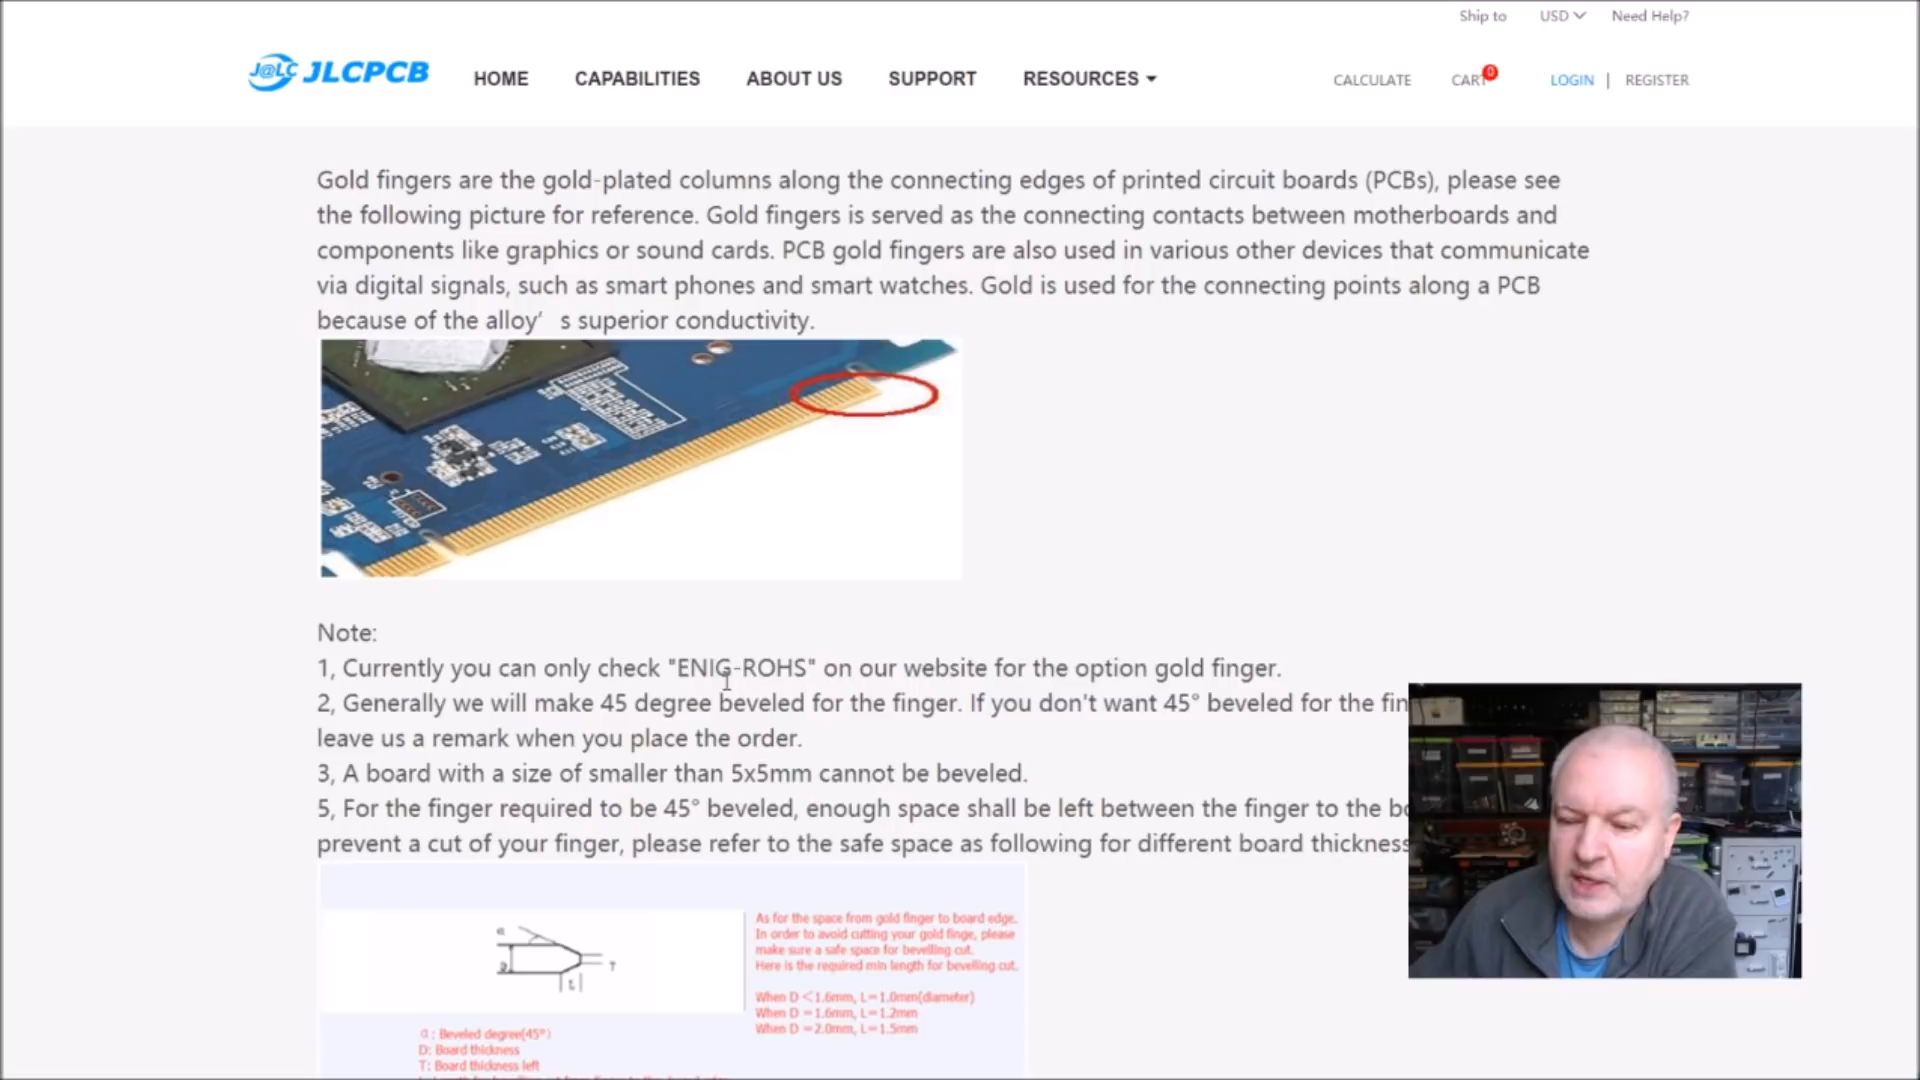 Ship to USD Need Help?
J@LC JLCPCB HOME CAPABILITIES ABOUT US SUPPORT RESOURCES CALCULATE CART 0 LOGIN | REGISTER
Gold fingers are the gold-plated columns along the connecting edges of printed circuit boards (PCBs), please see
the following picture for reference. Gold fingers is served as the connecting contacts between motherboards and
components like graphics or sound cards. PCB gold fingers are also used in various other devices that communicate
via digital signals, such as smart phones and smart watches. Gold is used for the connecting points along a PCB
because of the alloy' s superior conductivity.
Note:
1, Currently you can only check "ENIG-ROHS" on our website for the option gold finger.
2, Generally we will make 45 degree beveled for the finger. If you don't want 45° beveled for the fin
leave us a remark when you place the order.
3, A board with a size of smaller than 5x5mm cannot be beveled.
5, For the finger required to be 45° beveled, enough space shall be left between the finger to the bo
prevent a cut of your finger, please refer to the safe space as following for different board thickness
As for the space from gold finger to board edge.
In order to avoid cutting your gold finge, please
make sure a safe space for bevelling cut.
Here is the required min length for bevelling cut.
When D <1.6mm, L=1.0mm(diameter)
When D =1.6mm, L=1.2mm
When D =2.0mm, L=1.5mm
α
D
T
L
α: Beveled degree(45°)
D: Board thickness
T: Board thickness left